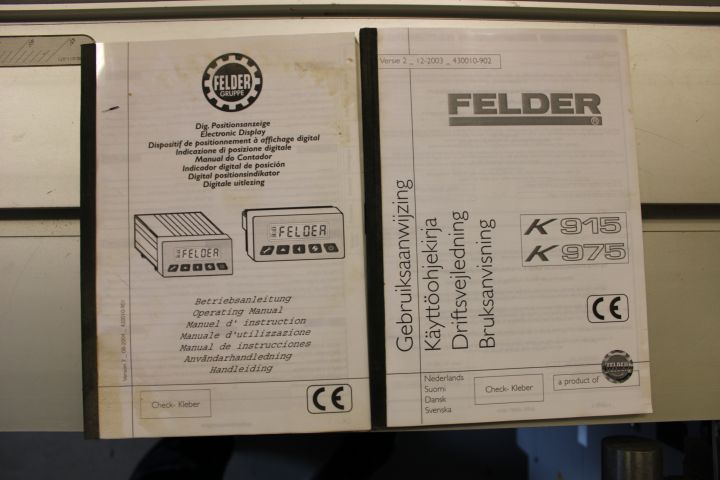 FELDER
GRUPPE
Dig. Positionsanzeige
Electronic Display
Dispositif de positionnement à affichage digital
Indicazione di posizione digitale
Manual do Contador
Indicador digital de posición
Digital positionsindikator
Digitale uitlezing
FELDER
FELDER
Betriebsanleitung
Operating Manual
Manuel d' instruction
Manuale d'utilizzazione
Manual de instrucciones
Användarhandledning
Handleiding
Check- Kleber
CE
Versie 2 _ 12-2003 _ 430010-902
FELDER
®
Gebruiksaanwijzing
Käyttöohjekirja
Driftsvejledning
Bruksanvisning
K 915
K 975
CE
Nederlands
Suomi
Dansk
Svenska
Check- Kleber
a product of
FELDER